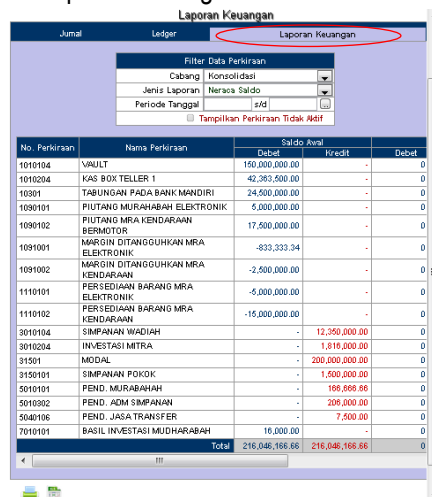 Laporan Keuangan
Jurnal Ledger Laporan Keuangan
Filter Data Perkiraan
Cabang Konsolidasi
Jenis Laporan Neraca Saldo
Periode Tanggal s/d
Tampilkan Perkiraan Tidak Aktif
No. Perkiraan Nama Perkiraan Saldo Awal
Debet Kredit Debet
1010104 VAULT 150,000,000.00 - 0
1010204 KAS BOX TELLER 1 42,363,500.00 - 0
10301 TABUNGAN PADA BANK MANDIRI 24,500,000.00 - 0
1090101 PIUTANG MURAHABAH ELEKTRONIK 5,000,000.00 - 0
1090102 PIUTANG MRA KENDARAAN
BERMOTOR 17,500,000.00 - 0
1091001 MARGIN DITANGGUHKAN MRA
ELEKTRONIK -833,333.34 - 0
1091002 MARGIN DITANGGUHKAN MRA
KENDARAAN -2,500,000.00 - 0
1110101 PERSEDIAAN BARANG MRA
ELEKTRONIK -5,000,000.00 - 0
1110102 PERSEDIAAN BARANG MRA
KENDARAAN -15,000,000.00 - 0
3010104 SIMPANAN WADIAH - 12,350,000.00 0
3010204 INVESTASI MITRA - 1,816,000.00 0
31501 MODAL - 200,000,000.00 0
3150101 SIMPANAN POKOK - 1,500,000.00 0
5010101 PEND. MURABAHAH - 166,666.66 0
5010302 PEND. ADM SIMPANAN - 206,000.00 0
5040106 PEND. JASA TRANSFER - 7,500.00 0
7010101 BASIL INVESTASI MUDHARABAH 16,000.00 - 0
Total 216,046,166.66 216,046,166.66 0